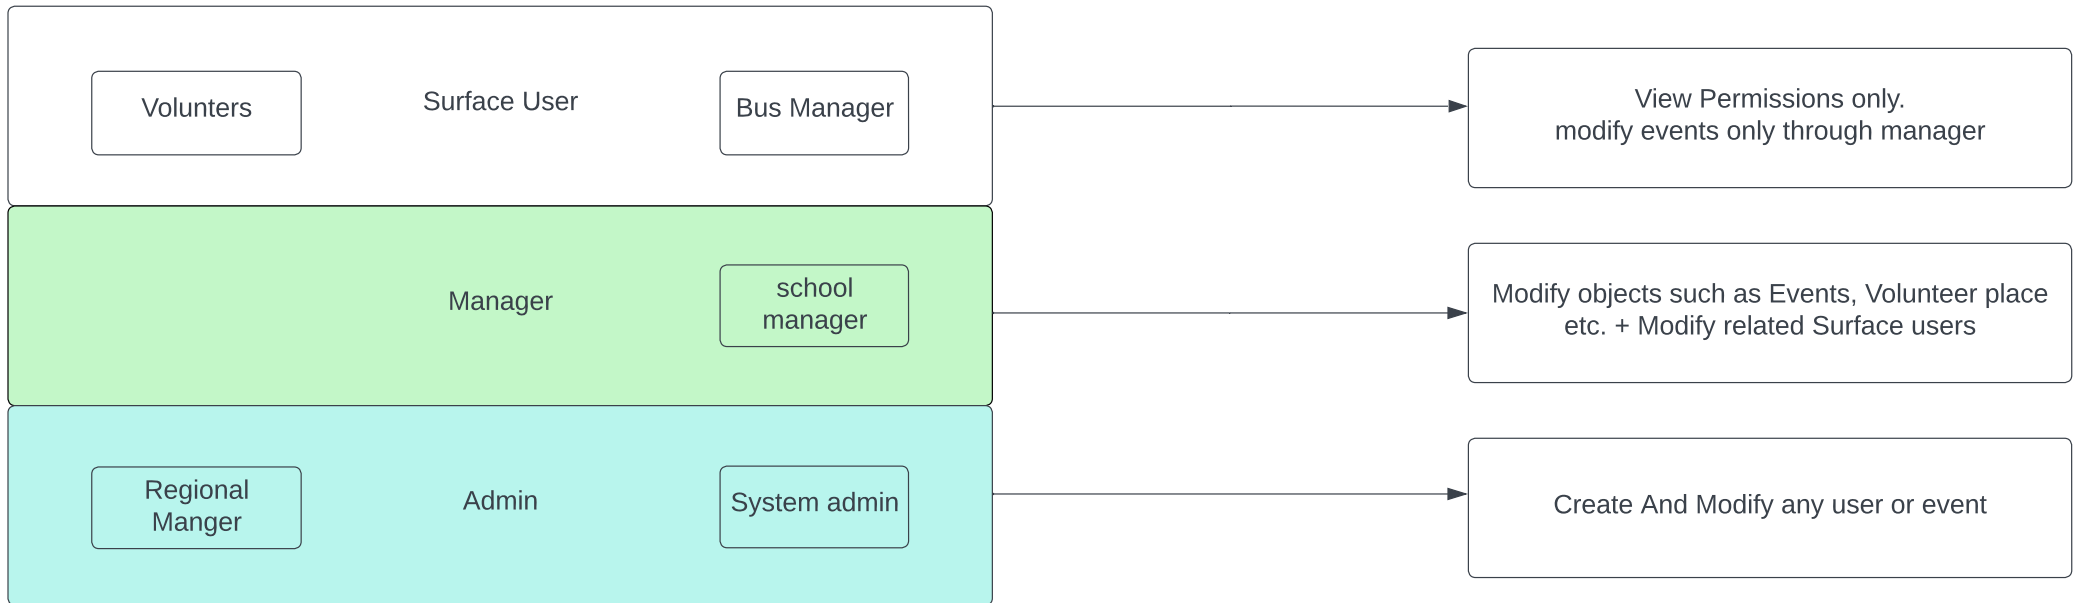 Volunters
Surface User
Bus Manager
View Permissions only.
modify events only through manager
Manager
school
manager
Modify objects such as Events, Volunteer place
etc. + Modify related Surface users
Regional
Manger
Admin
System admin
Create And Modify any user or event